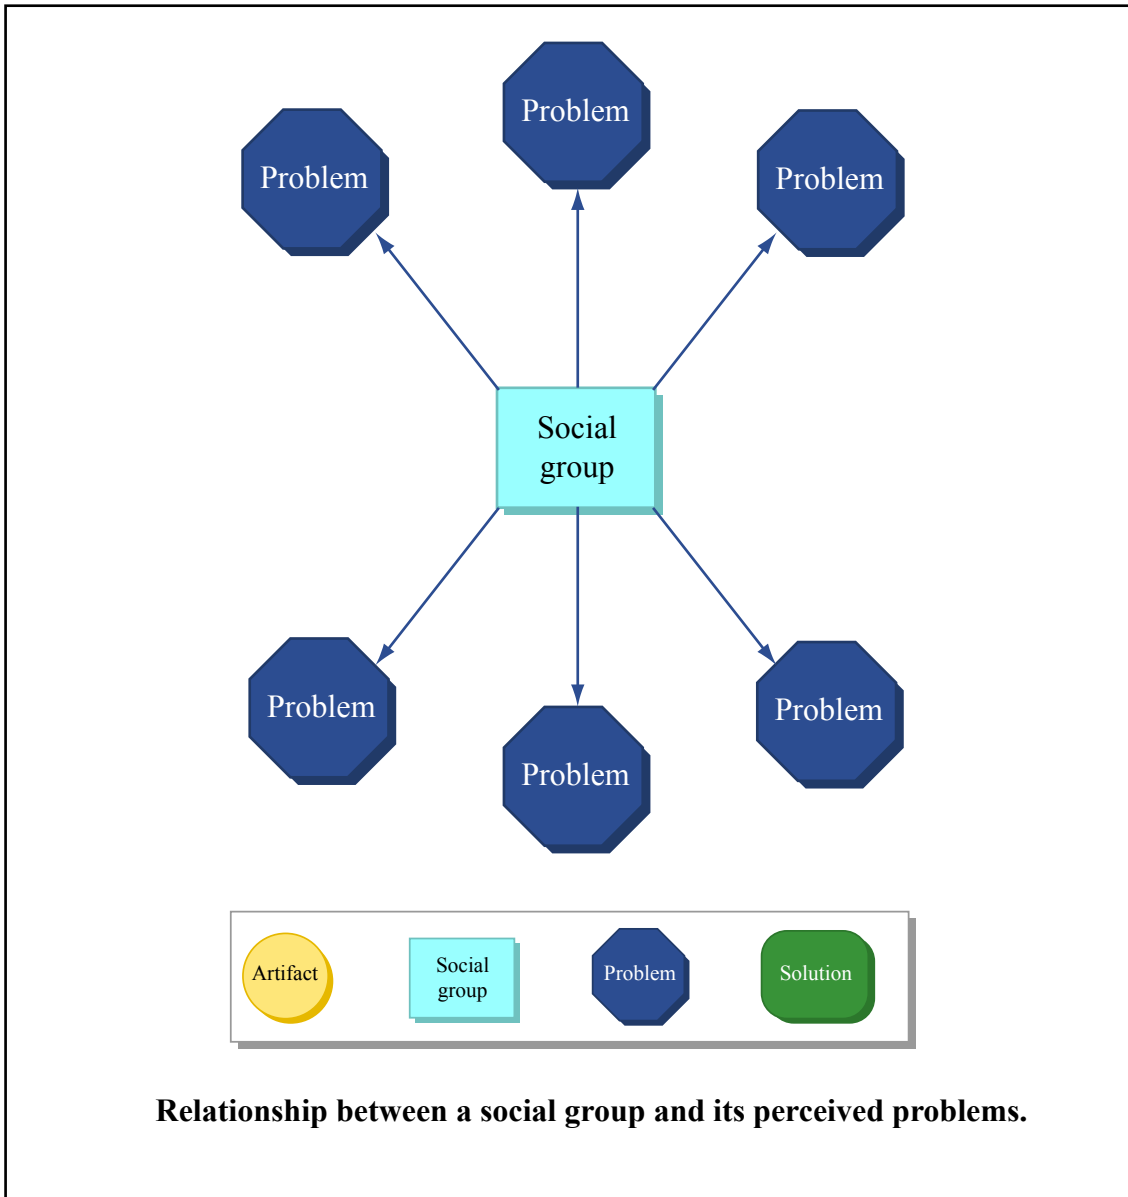 Problem
Problem
Problem
Social
group
Problem
Problem
Problem
Artifact
Social
group
Problem
Solution
Relationship between a social group and its perceived problems.